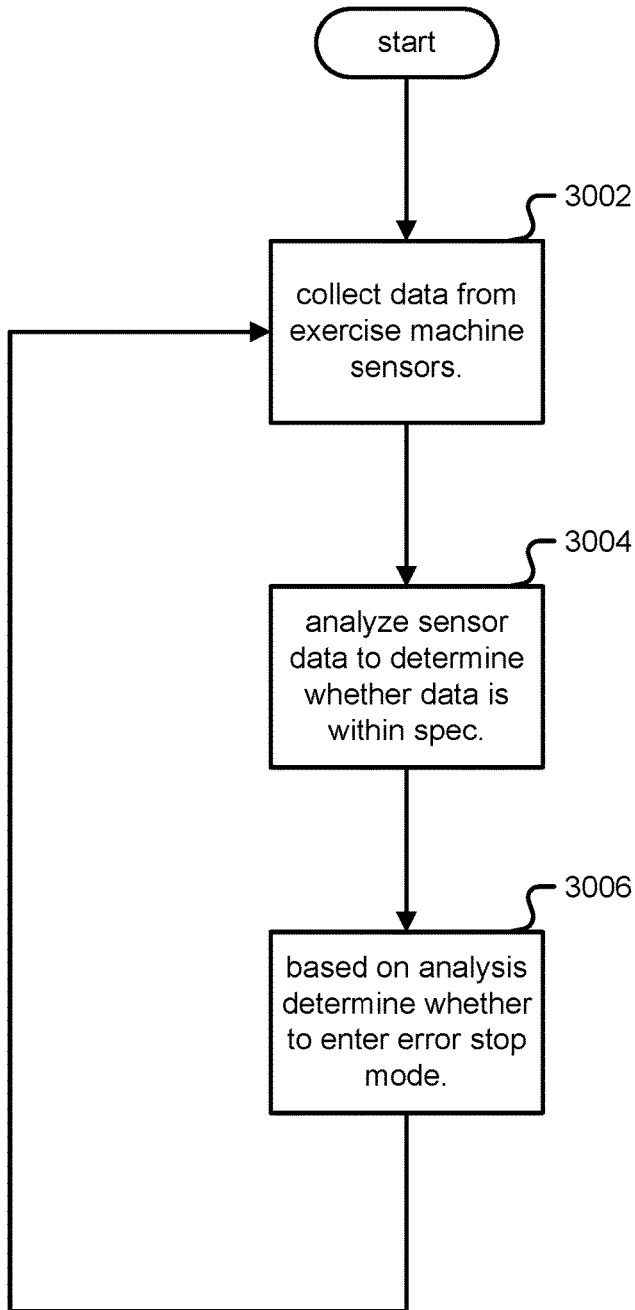 start
3002
collect data from
exercise machine
sensors.
3004
analyze sensor
data to determine
whether data is
within spec.
3006
based on analysis
determine whether
to enter error stop
mode.